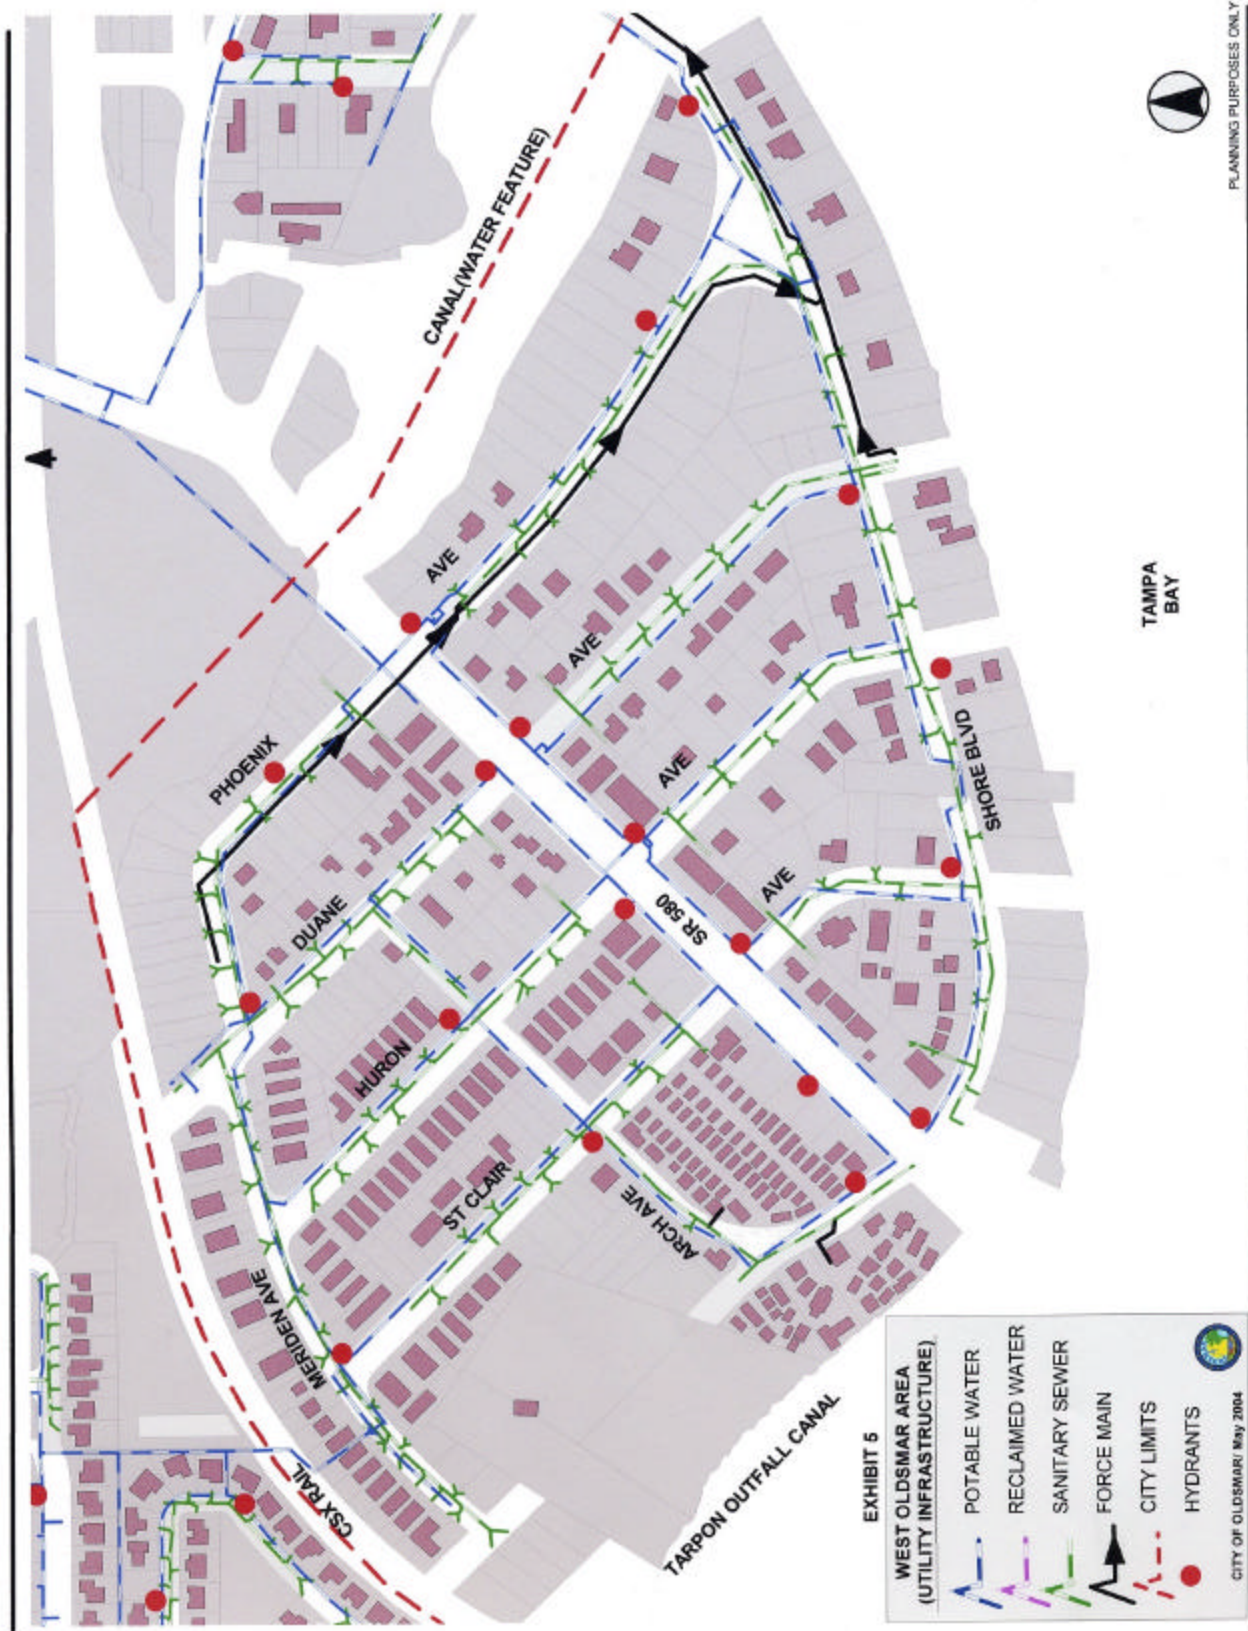 PLANNING PURPOSES ONLY
CANAL(WATER FEATURE)
AVE
AVE
AVE
AVE
PHOENIX
DUANE
HURON
ST CLAIR
SR 580
SHORE BLVD
TAMPA
BAY
ARCH AVE
MERIDEN AVE
CSX RAIL
TARPON OUTFALL CANAL
EXHIBIT 5
WEST OLDSMAR AREA
(UTILITY INFRASTRUCTURE)
POTABLE WATER
RECLAIMED WATER
SANITARY SEWER
FORCE MAIN
CITY LIMITS
HYDRANTS
CITY OF OLDSMAR/ May 2004